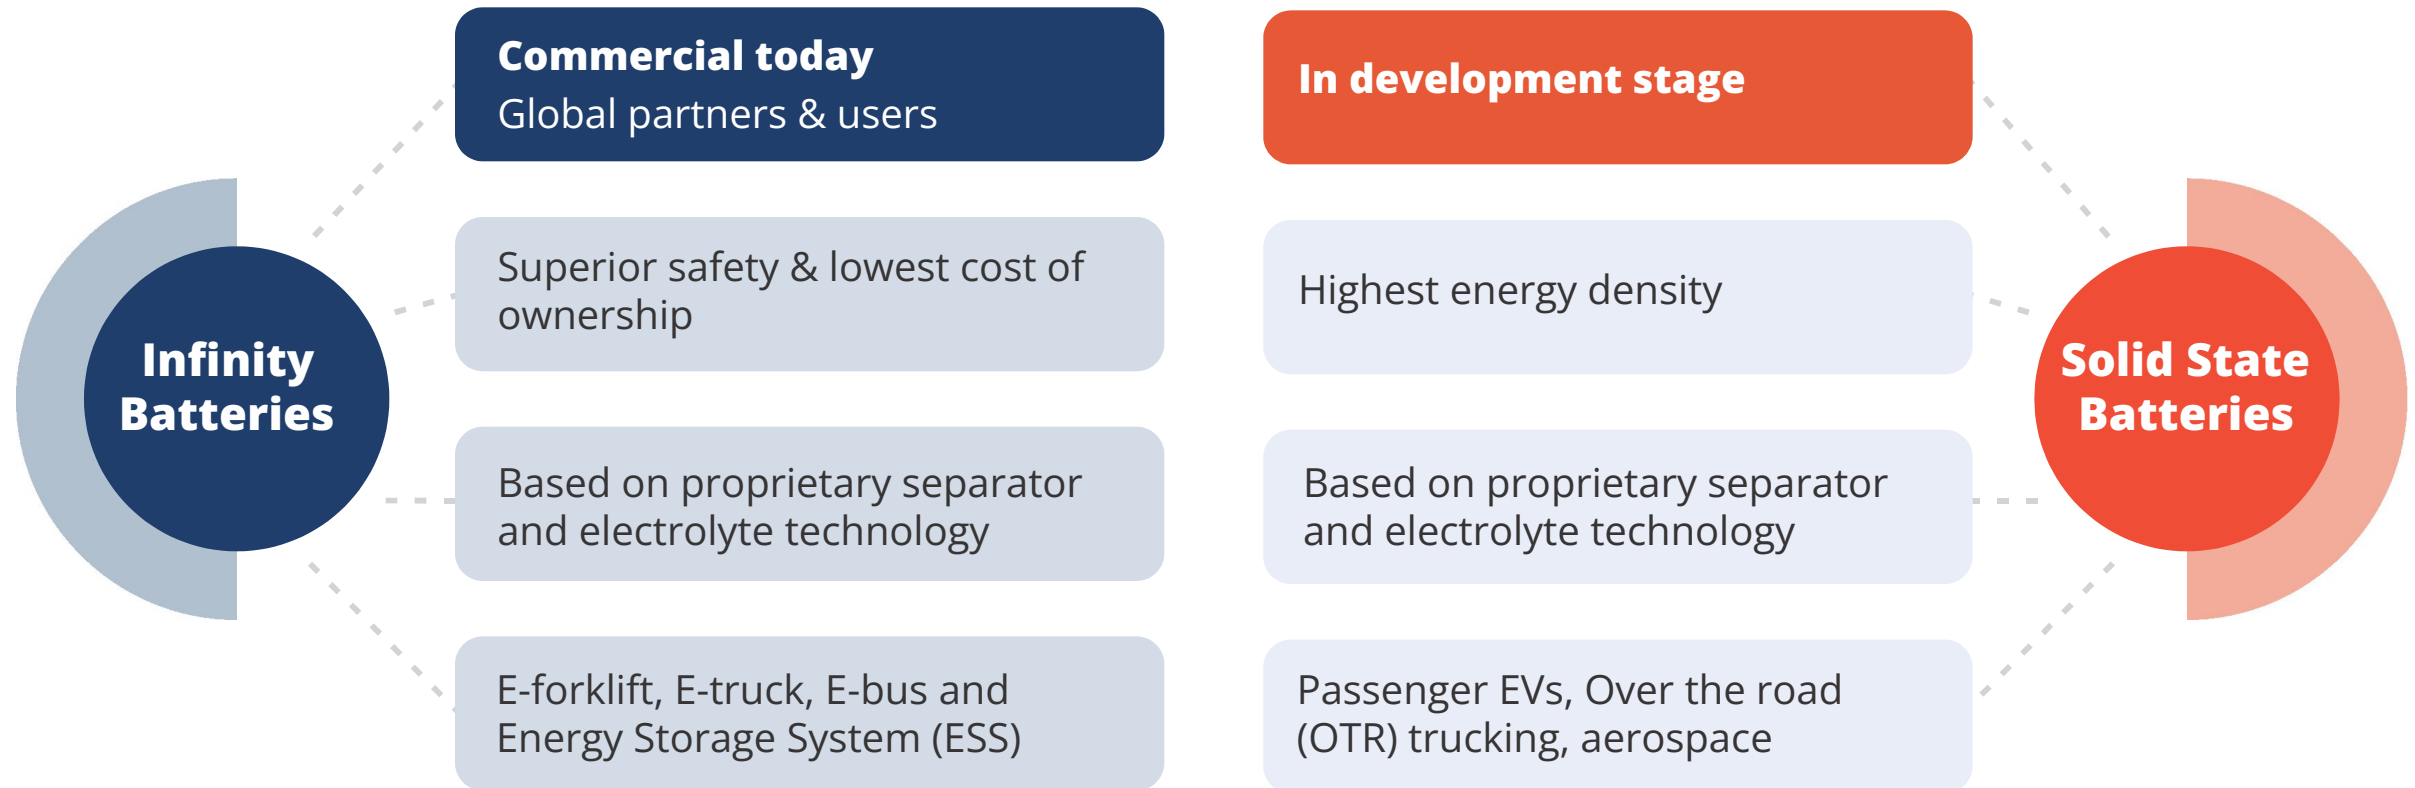 Infinity
Batteries
Commercial today
Global partners & users
Superior safety & lowest cost of
ownership
Based on proprietary separator
and electrolyte technology
E-forklift, E-truck, E-bus and
Energy Storage System (ESS)
In development stage
Highest energy density
Based on proprietary separator
and electrolyte technology
Passenger EVs, Over the road
(OTR) trucking, aerospace
Solid State
Batteries